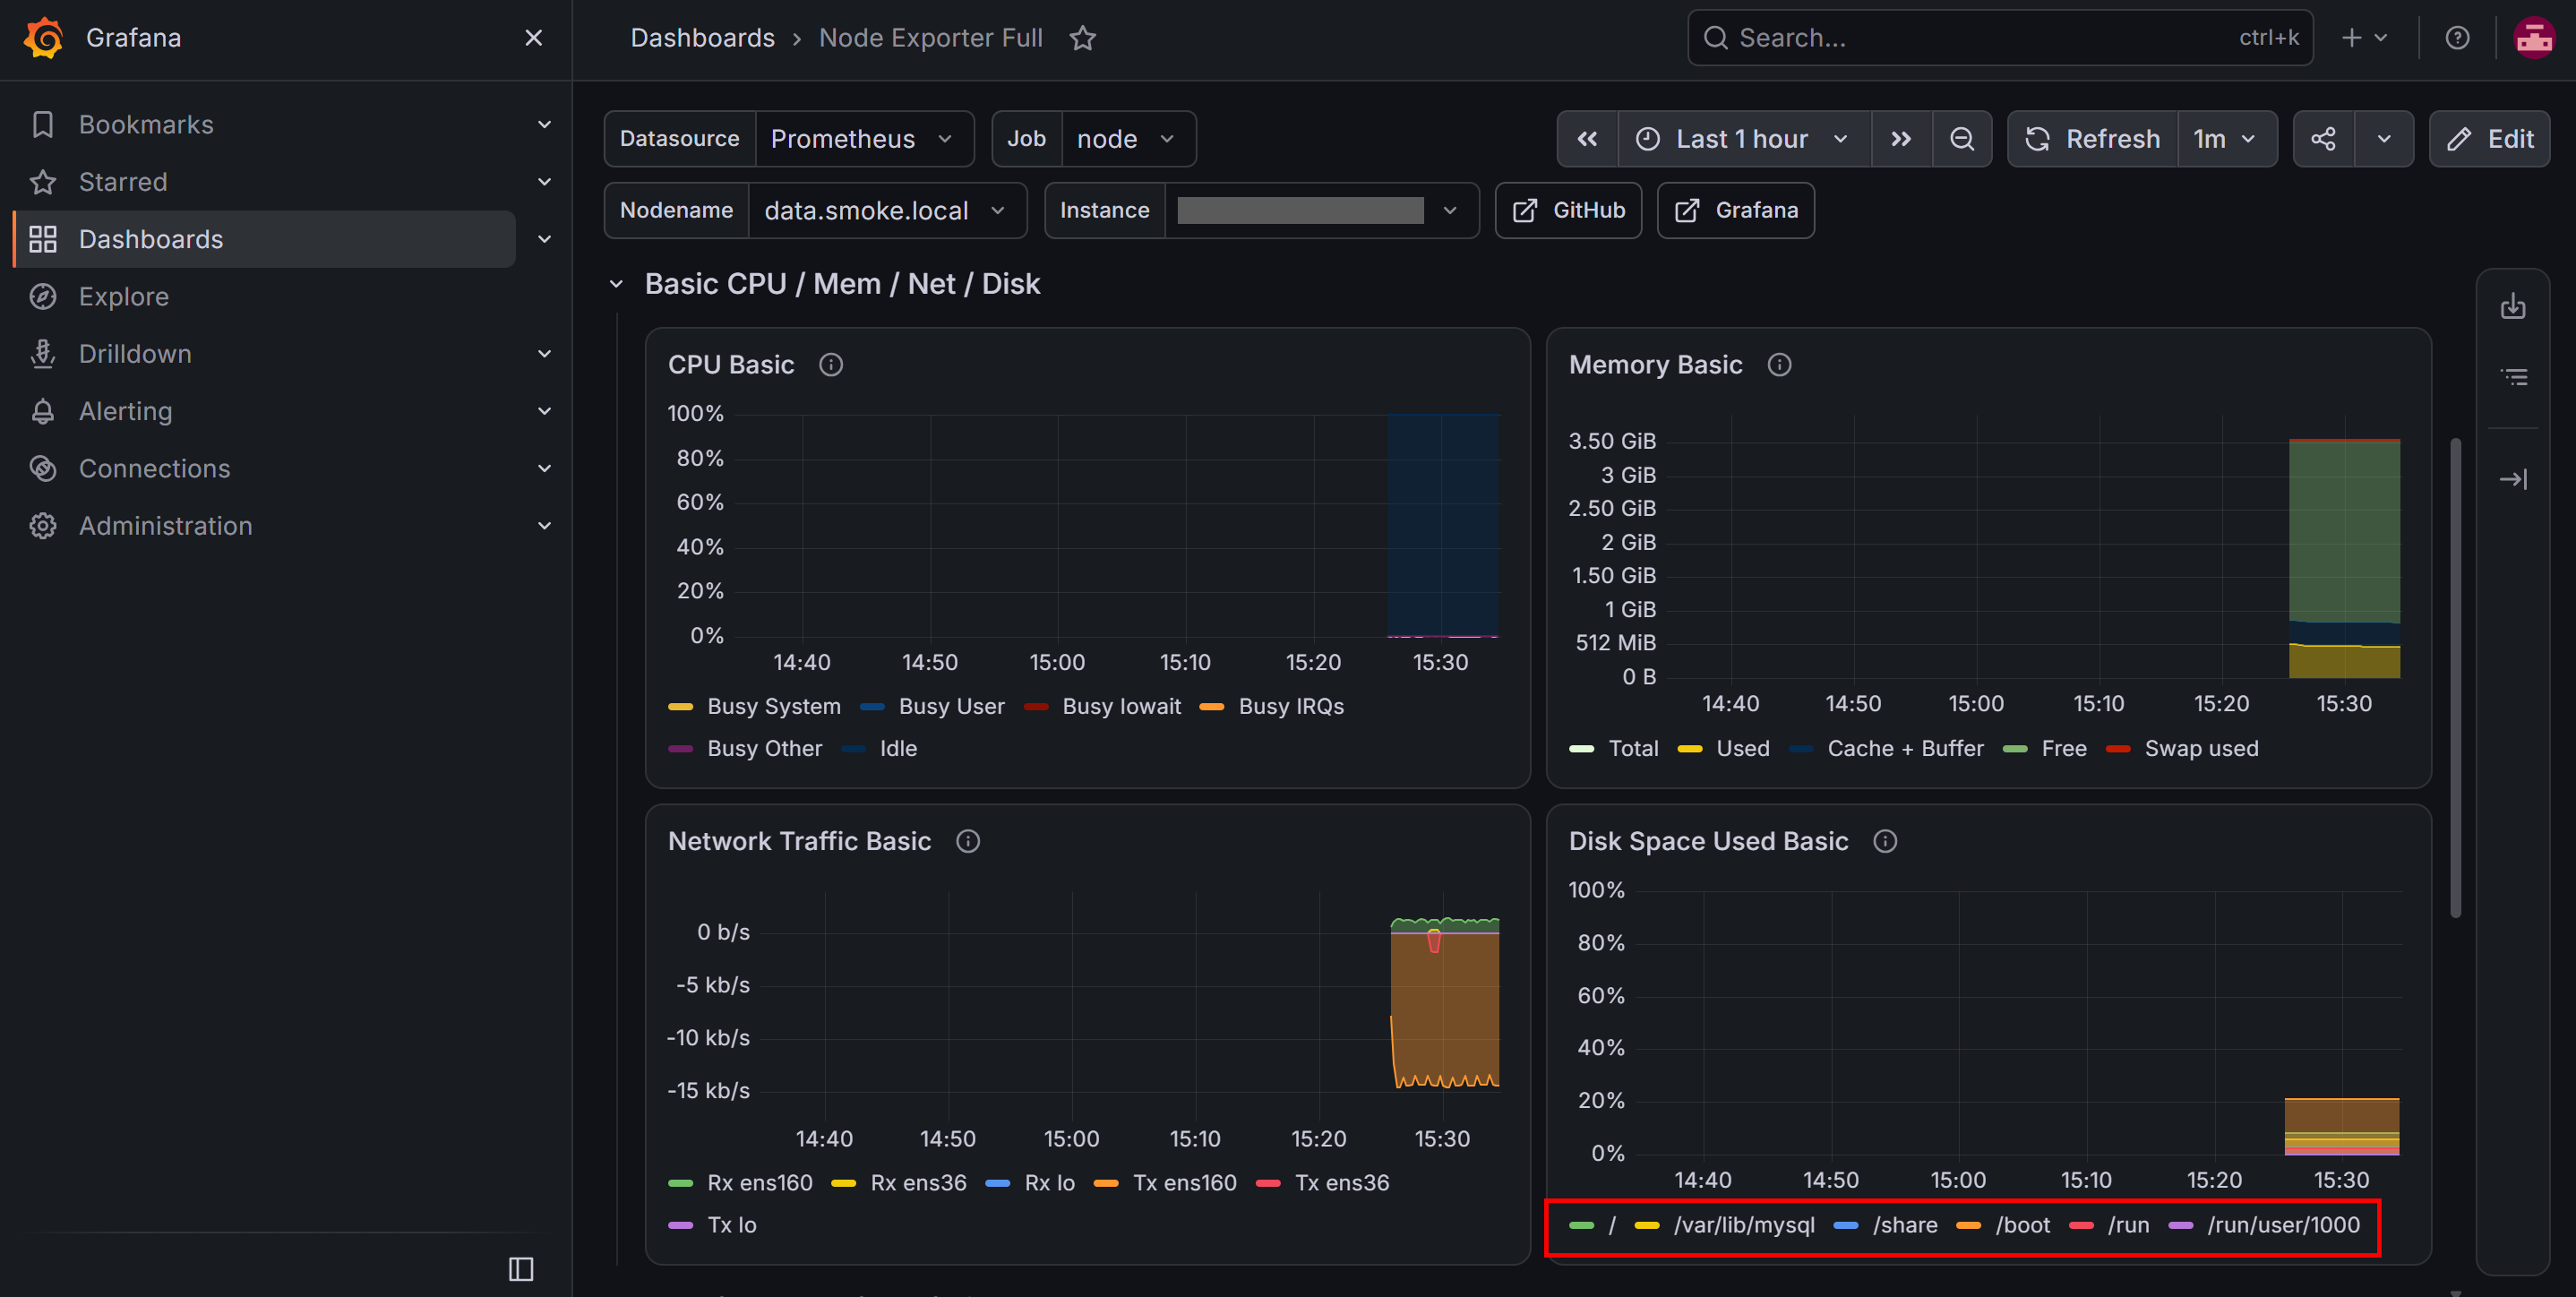 Grafana
Dashboards > Node Exporter Full
Search...
ctrl+k
Bookmarks
Starred
Dashboards
Explore
Drilldown
Alerting
Connections
Administration
Datasource Prometheus
Job node
Last 1 hour
Refresh 1m
Edit
Nodename data.smoke.local
Instance
GitHub
Grafana
Basic CPU / Mem / Net / Disk
CPU Basic
100%
80%
60%
40%
20%
0%
14:40 14:50 15:00 15:10 15:20 15:30
Busy System Busy User Busy Iowait Busy IRQs
Busy Other Idle
Memory Basic
3.50 GiB
3 GiB
2.50 GiB
2 GiB
1.50 GiB
1 GiB
512 MiB
0 B
14:40 14:50 15:00 15:10 15:20 15:30
Total Used Cache + Buffer Free Swap used
Network Traffic Basic
0 b/s
-5 kb/s
-10 kb/s
-15 kb/s
14:40 14:50 15:00 15:10 15:20 15:30
Rx ens160 Rx ens36 Rx lo Tx ens160 Tx ens36
Tx lo
Disk Space Used Basic
100%
80%
60%
40%
20%
0%
14:40 14:50 15:00 15:10 15:20 15:30
/ /var/lib/mysql /share /boot /run /run/user/1000